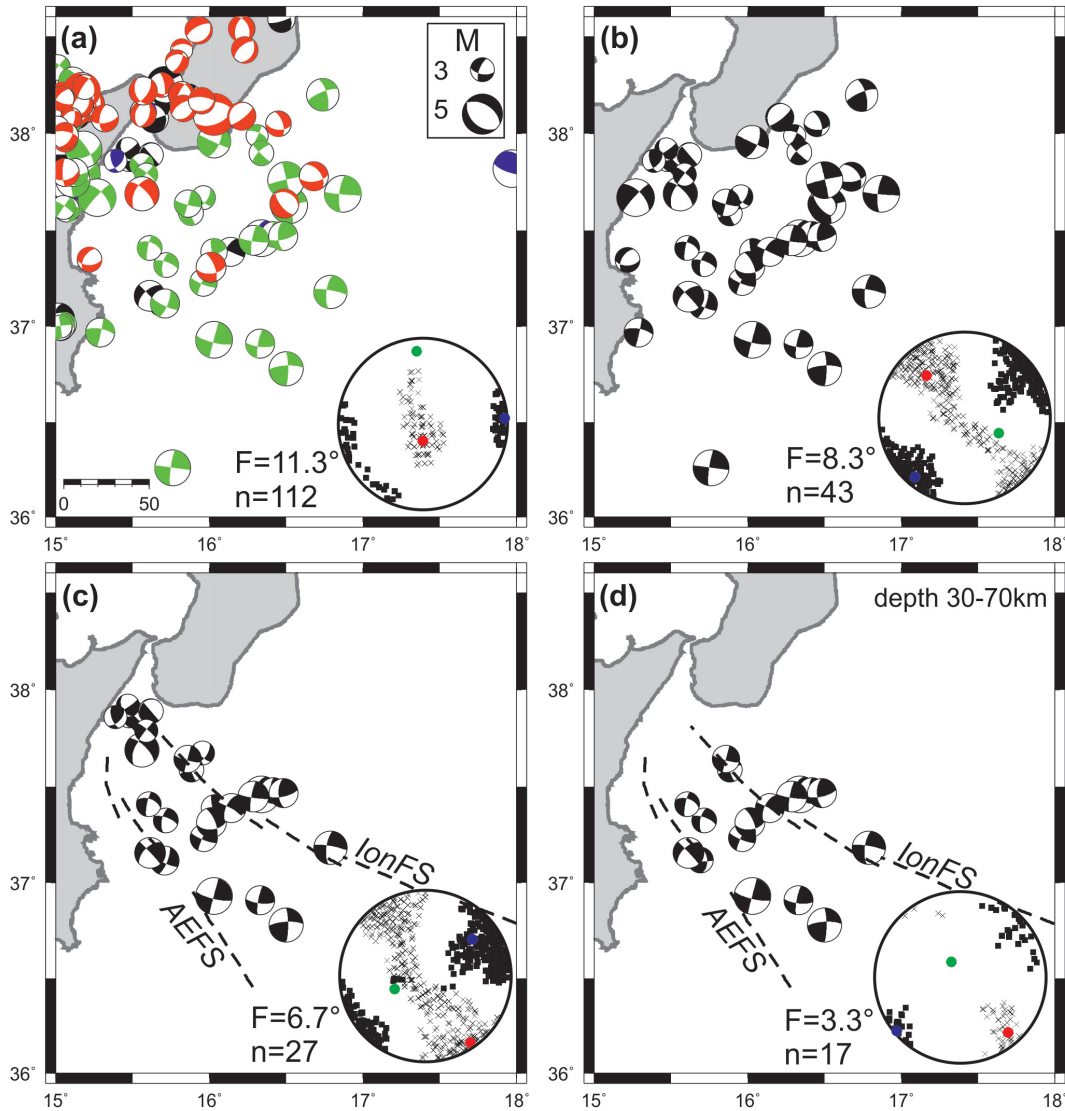 (a)
M
3
5
38
37
36
F=11.3°
n=112
0
50
15
16
17
18
(b)
38
37
36
F=8.3°
n=43
15
16
17
18
(c)
38
37
36
IonFS
AEFS
F=6.7°
n=27
15
16
17
18
(d)
depth 30-70km
38
37
36
IonFS
AEFS
F=3.3°
n=17
15
16
17
18